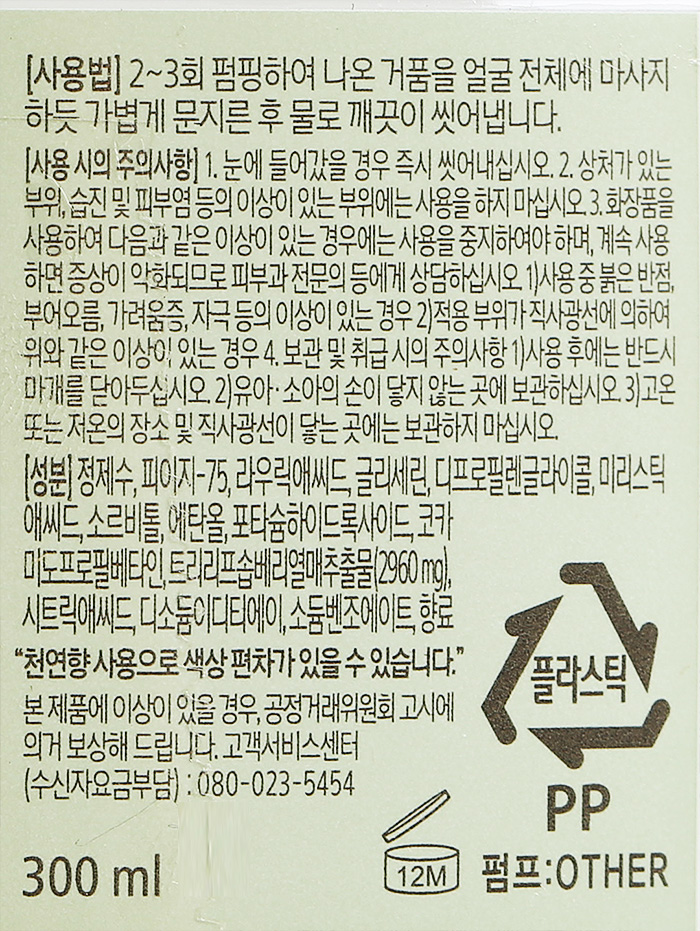 [사용법] 2~3회 펌핑하여 나온 거품을 얼굴 전체에 마사지
하듯 가볍게 문지른 후 물로 깨끗이 씻어냅니다.
[사용 시의 주의사항] 1. 눈에 들어갔을 경우 즉시 씻어내십시오. 2. 상처가 있는
부위, 습진 및 피부염 등의 이상이 있는 부위에는 사용을 하지 마십시오. 3. 화장품을
사용하여 다음과 같은 이상이 있는 경우에는 사용을 중지하여야 하며, 계속 사용
하면 증상이 악화되므로 피부과 전문의 등에게 상담하십시오 1)사용 중 붉은 반점,
부어오름, 가려움증, 자극 등의 이상이 있는 경우 2)적용 부위가 직사광선에 의하여
위와 같은 이상이 있는 경우 4. 보관 및 취급 시의 주의사항 1)사용 후에는 반드시
마개를 닫아두십시오. 2)유아·소아의 손이 닿지 않는 곳에 보관하십시오. 3)고온
또는 저온의 장소 및 직사광선이 닿는 곳에는 보관하지 마십시오.
[성분] 정제수, 피이지-75, 라우릭애씨드, 글리세린, 디프로필렌글라이콜, 미리스틱
애씨드, 소르비톨, 에탄올, 포타슘하이드록사이드, 코카
미도프로필베타인, 트리리프숍베리열매추출물(2960 mg),
시트릭애씨드, 디소듐이디티에이, 소듐벤조에이트, 향료
“천연향 사용으로 색상 편차가 있을 수 있습니다.”
본 제품에 이상이 있을 경우, 공정거래위원회 고시에
의거 보상해 드립니다. 고객서비스센터
(수신자요금부담) : 080-023-5454
플라스틱
PP
300 ml
12M
펌프:OTHER